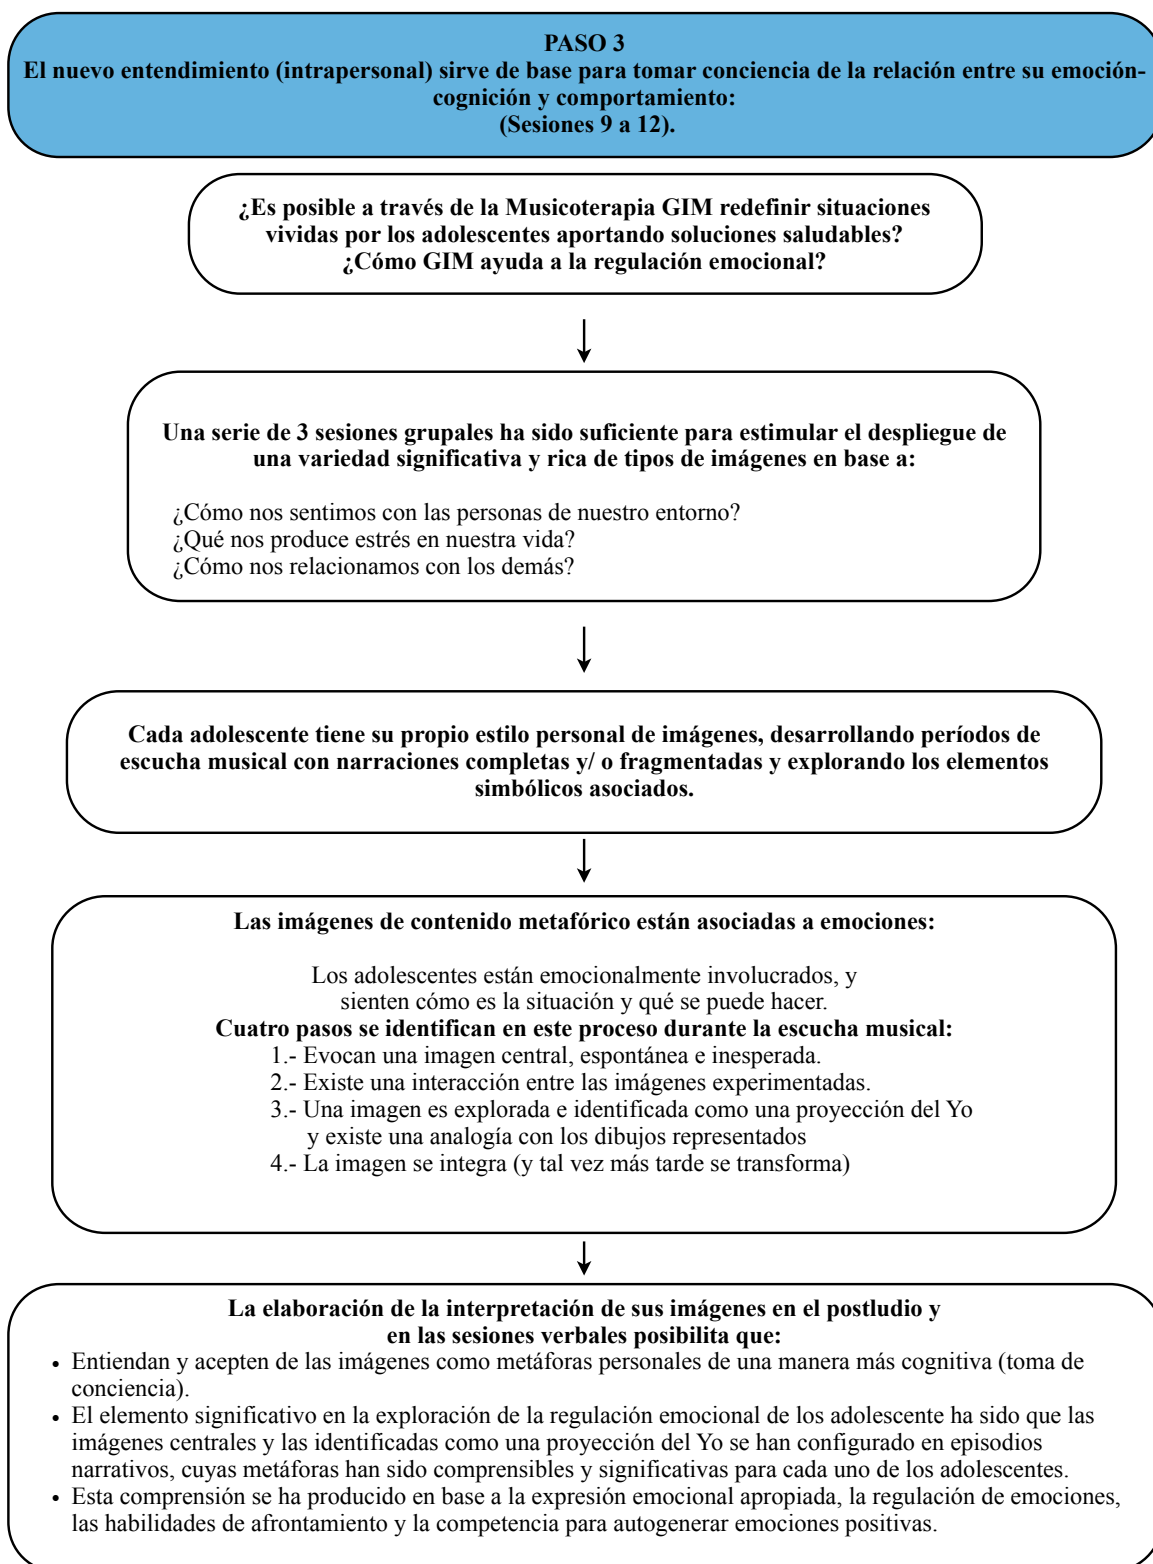 PASO 3
El nuevo entendimiento (intrapersonal) sirve de base para tomar conciencia de la relación entre su emoción-
cognición y comportamiento:
(Sesiones 9 a 12).
¿Es posible a través de la Musicoterapia GIM redefinir situaciones
vividas por los adolescentes aportando soluciones saludables?
¿Cómo GIM ayuda a la regulación emocional?
Una serie de 3 sesiones grupales ha sido suficiente para estimular el despliegue de
una variedad significativa y rica de tipos de imágenes en base a:
¿Cómo nos sentimos con las personas de nuestro entorno?
¿Qué nos produce estrés en nuestra vida?
¿Cómo nos relacionamos con los demás?
Cada adolescente tiene su propio estilo personal de imágenes, desarrollando períodos de
escucha musical con narraciones completas y/ o fragmentadas y explorando los elementos
simbólicos asociados.
Las imágenes de contenido metafórico están asociadas a emociones:
Los adolescentes están emocionalmente involucrados, y
sienten cómo es la situación y qué se puede hacer.
Cuatro pasos se identifican en este proceso durante la escucha musical:
1.- Evocan una imagen central, espontánea e inesperada.
2.- Existe una interacción entre las imágenes experimentadas.
3.- Una imagen es explorada e identificada como una proyección del Yo
y existe una analogía con los dibujos representados
4.- La imagen se integra (y tal vez más tarde se transforma)
La elaboración de la interpretación de sus imágenes en el postludio y
en las sesiones verbales posibilita que:
• Entiendan y acepten de las imágenes como metáforas personales de una manera más cognitiva (toma de
conciencia).
• El elemento significativo en la exploración de la regulación emocional de los adolescente ha sido que las
imágenes centrales y las identificadas como una proyección del Yo se han configurado en episodios
narrativos, cuyas metáforas han sido comprensibles y significativas para cada uno de los adolescentes.
• Esta comprensión se ha producido en base a la expresión emocional apropiada, la regulación de emociones,
las habilidades de afrontamiento y la competencia para autogenerar emociones positivas.